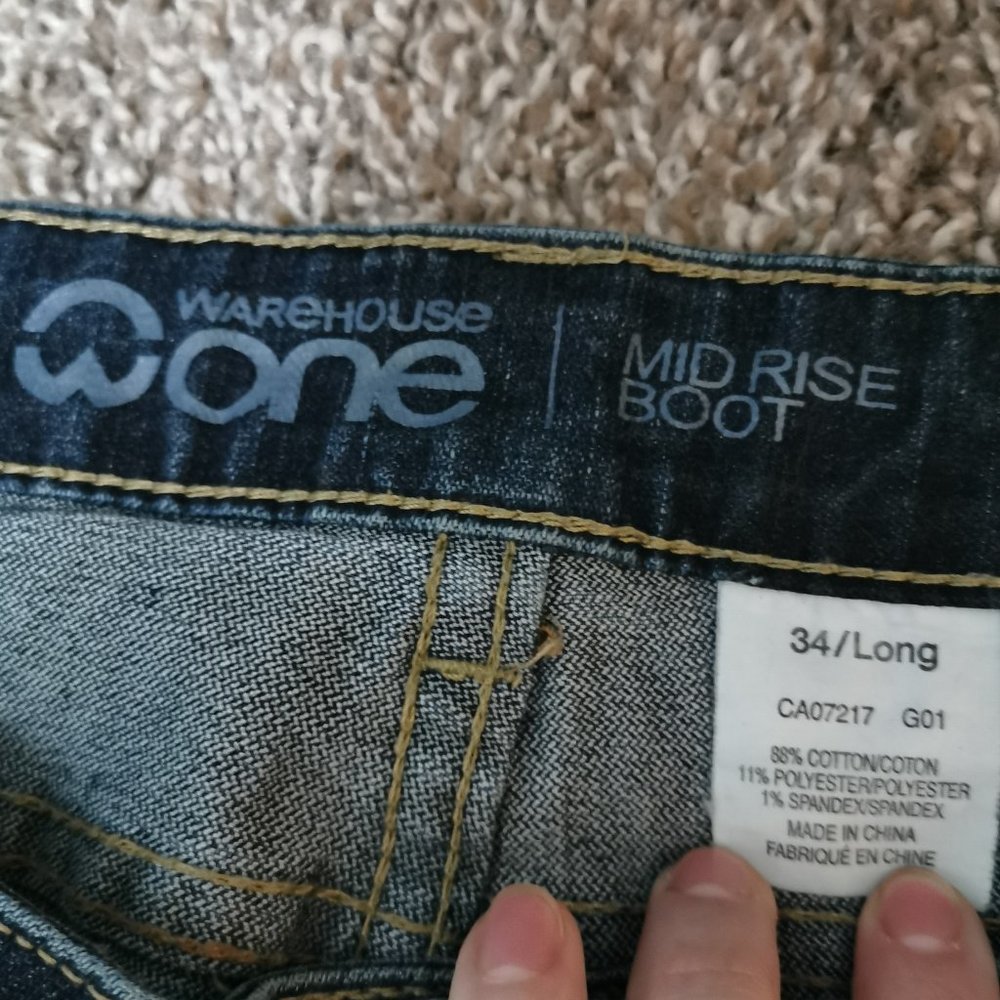 WAREHOUSE
one
MID RISE
BOOT
34/Long
CA07217 G01
88% COTTON/COTON
11% POLYESTER/POLYESTER
1% SPANDEX/SPANDEX
MADE IN CHINA
FABRIQUÉ EN CHINE